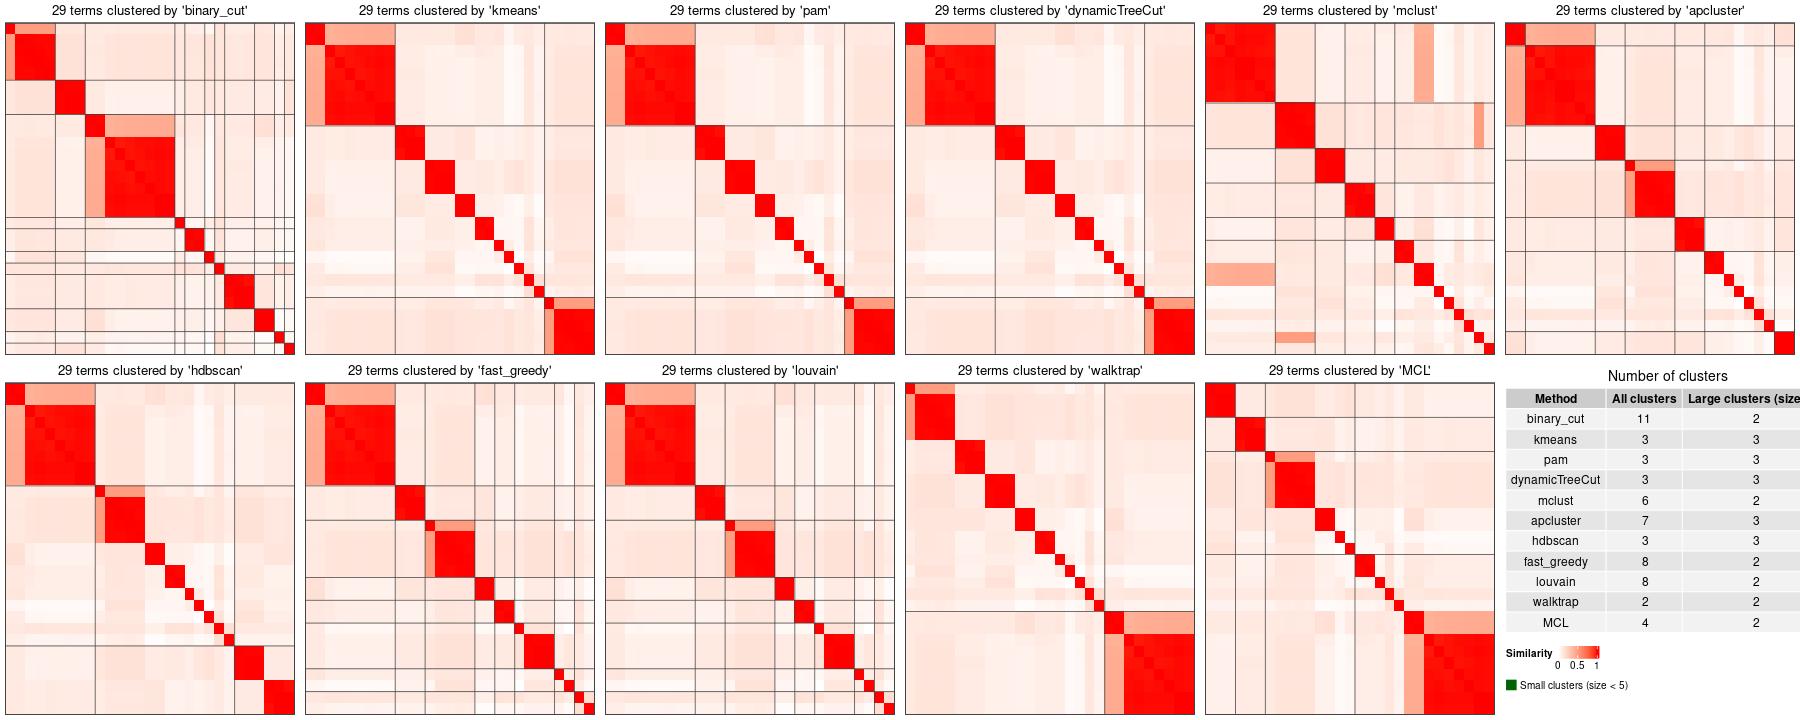 29 terms clustered by 'binary_cut'
29 terms clustered by 'kmeans'
29 terms clustered by 'pam'
29 terms clustered by 'dynamicTreeCut'
29 terms clustered by 'mclust'
29 terms clustered by 'apcluster'
29 terms clustered by 'hdbscan'
29 terms clustered by 'fast_greedy'
29 terms clustered by 'louvain'
29 terms clustered by 'walktrap'
29 terms clustered by 'MCL'
Number of clusters
Method All clusters Large clusters (size
binary_cut 11 2
kmeans 3 3
pam 3 3
dynamicTreeCut 3 3
mclust 6 2
apcluster 7 3
hdbscan 3 3
fast_greedy 8 2
louvain 8 2
walktrap 2 2
MCL 4 2
Similarity
0 0.5 1
Small clusters (size < 5)